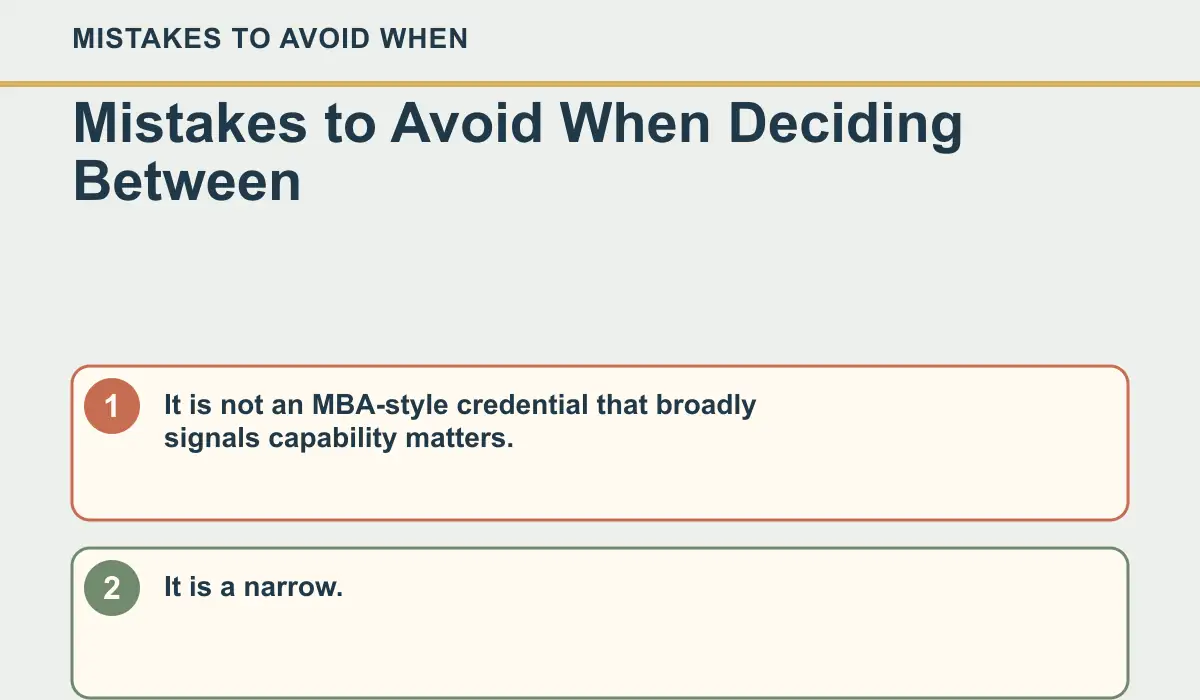 MISTAKES TO AVOID WHEN
Mistakes to Avoid When Deciding
Between
1
It is not an MBA-style credential that broadly
signals capability matters.
2
It is a narrow.